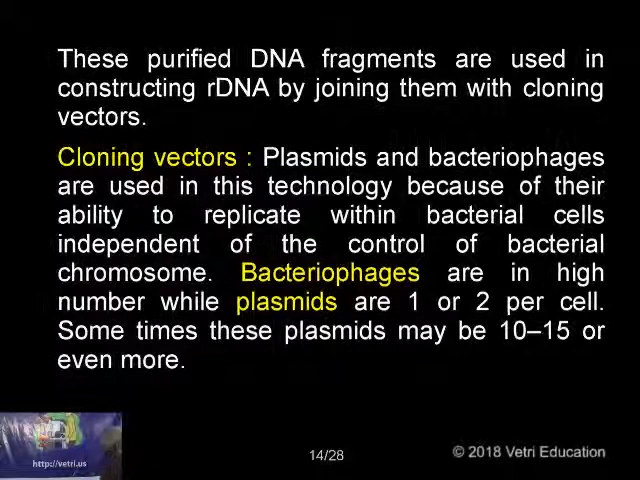 These purified DNA fragments are used in
constructing rDNA by joining them with cloning
vectors.
Cloning vectors : Plasmids and bacteriophages
are used in this technology because of their
ability to replicate within bacterial cells
independent of the control of bacterial
chromosome. Bacteriophages are in high
number while plasmids are 1 or 2 per cell.
Some times these plasmids may be 10–15 or
even more.
http://vetri.us
14/28
© 2018 Vetri Education